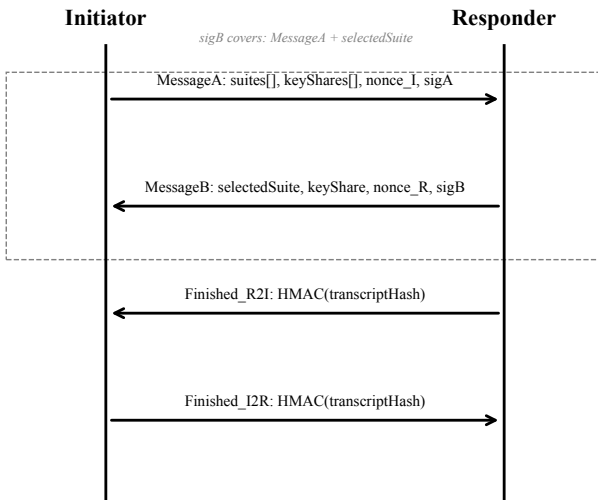 Initiator
Responder
sigB covers: MessageA + selectedSuite
MessageA: suites[], keyShares[], nonce_I, sigA
MessageB: selectedSuite, keyShare, nonce_R, sigB
Finished_R2I: HMAC(transcriptHash)
Finished_I2R: HMAC(transcriptHash)